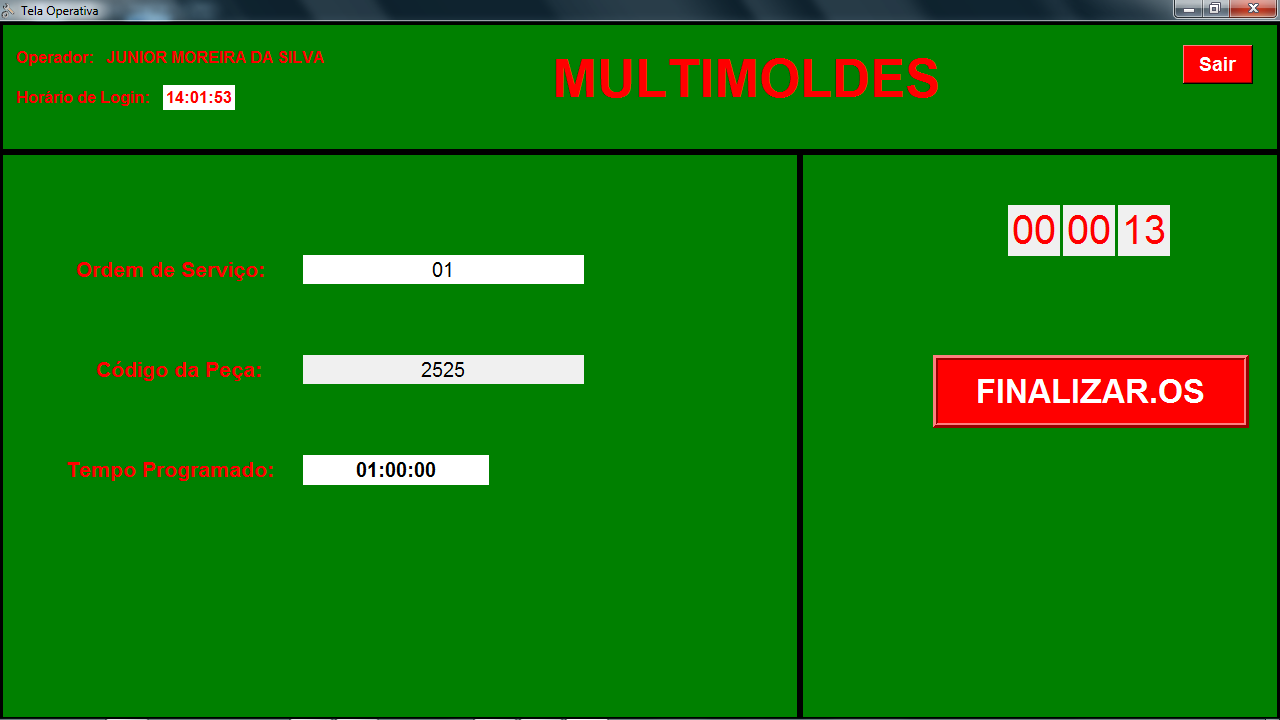 Tela Operativa
Operador: JUNIOR MOREIRA DA SILVA
Horário de Login: 14:01:53
MULTIMOLDES
Sair
Ordem de Serviço: 01
Código da Peça: 2525
Tempo Programado: 01:00:00
00 00 13
FINALIZAR.OS